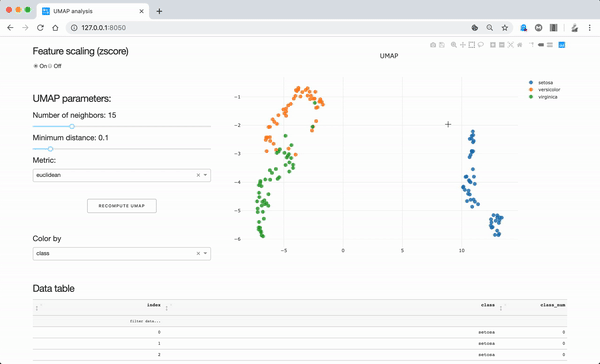 UMAP analysis
127.0.0.1:8050
Feature scaling (zscore)
On Off
UMAP parameters:
Number of neighbors: 15
Minimum distance: 0.1
Metric:
euclidean
RECOMPUTE UMAP
Color by
class
UMAP
setosa
versicolor
virginica
−1
−2
−3
−4
−5
−6
−5
0
5
10
Data table
index class class_num
filter data...
0 setosa 0
1 setosa 0
2 setosa 0